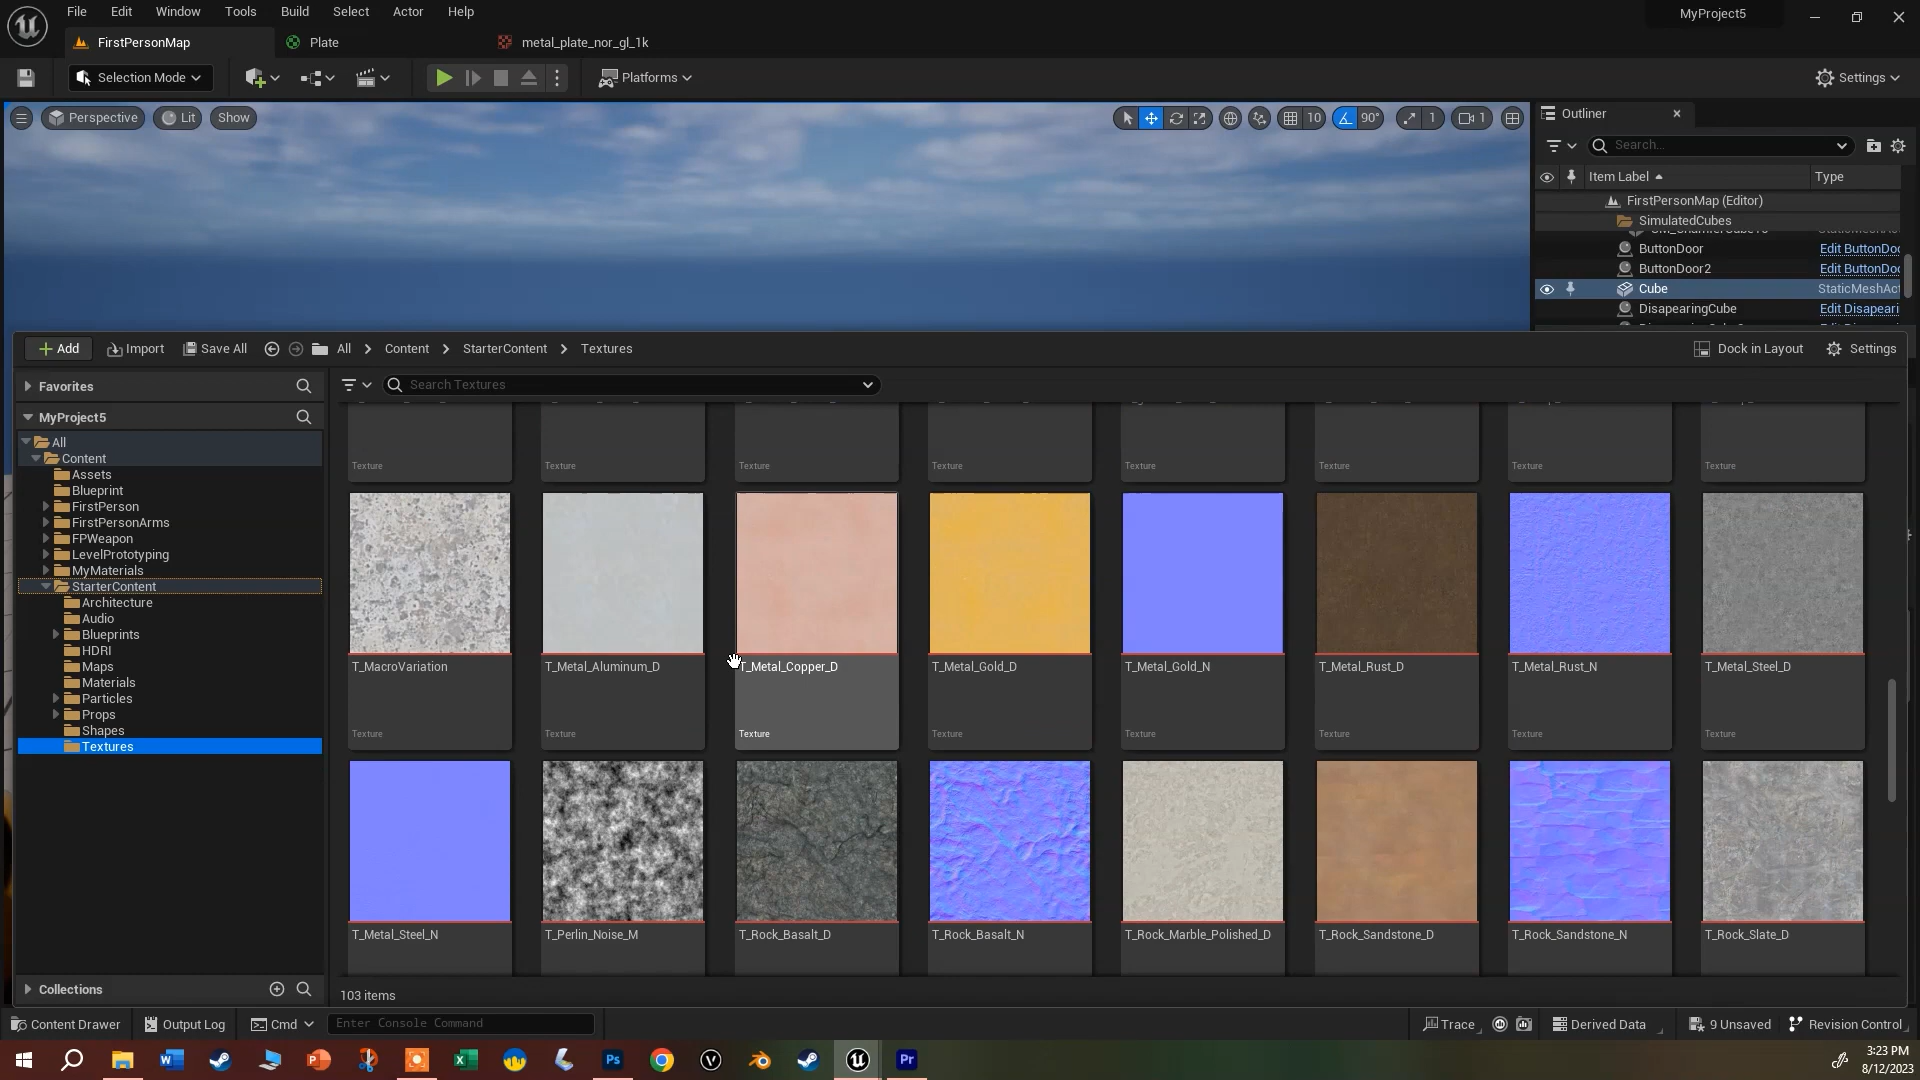 File Edit Window Tools Build Select Actor Help
MyProject5
FirstPersonMap Plate metal_plate_nor_gl_1k
Selection Mode Platforms Settings
Perspective Lit Show 10 90° 1 1
Outliner
Search...
Item Label Type
FirstPersonMap (Editor)
SimulatedCubes
ButtonDoor Edit ButtonDoo
ButtonDoor2 Edit ButtonDoo
Cube StaticMeshAct
DisapearingCube Edit Disapeari
Add Import Save All All Content StarterContent Textures Dock in Layout Settings
Favorites
Search Textures
MyProject5
All
Content
Assets
Blueprint
FirstPerson
FirstPersonArms
FPWeapon
LevelPrototyping
MyMaterials
StarterContent
Architecture
Audio
Blueprints
HDRI
Maps
Materials
Particles
Props
Shapes
Textures
Collections
Texture Texture Texture Texture Texture Texture Texture Texture
T_MacroVariation T_Metal_Aluminum_D T_Metal_Copper_D T_Metal_Gold_D T_Metal_Gold_N T_Metal_Rust_D T_Metal_Rust_N T_Metal_Steel_D
Texture Texture Texture Texture Texture Texture Texture Texture
T_Metal_Steel_N T_Perlin_Noise_M T_Rock_Basalt_D T_Rock_Basalt_N T_Rock_Marble_Polished_D T_Rock_Sandstone_D T_Rock_Sandstone_N T_Rock_Slate_D
103 items
Content Drawer Output Log Cmd Enter Console Command Trace Derived Data 9 Unsaved Revision Control
3:23 PM
8/12/2023